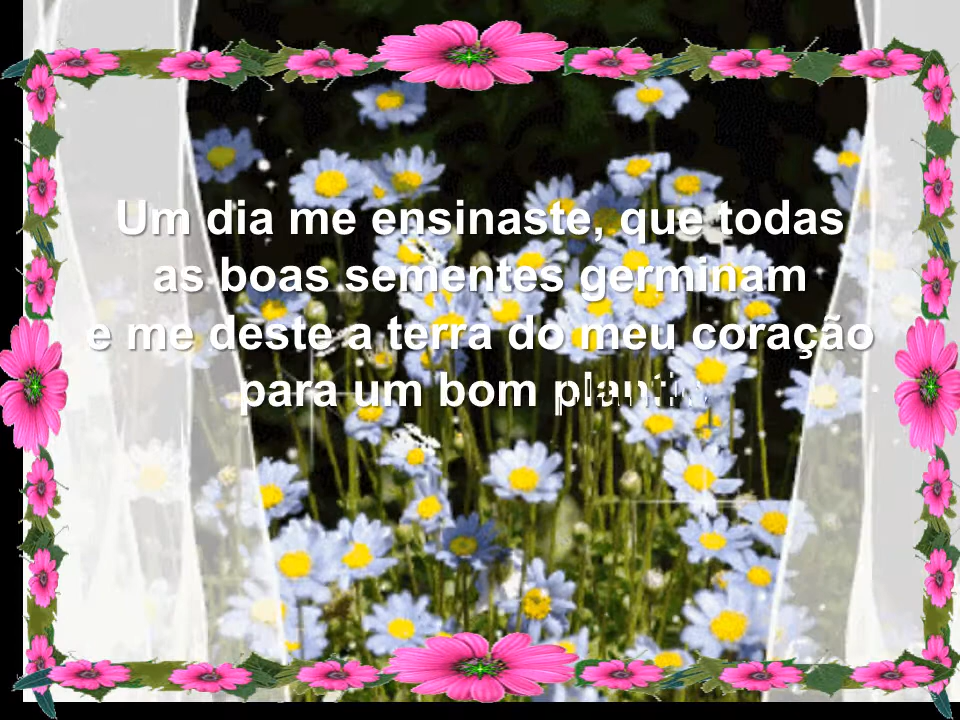 Um dia me ensinaste, que todas
as boas sementes germinam
e me deste a terra do meu coração
para um bom plantio